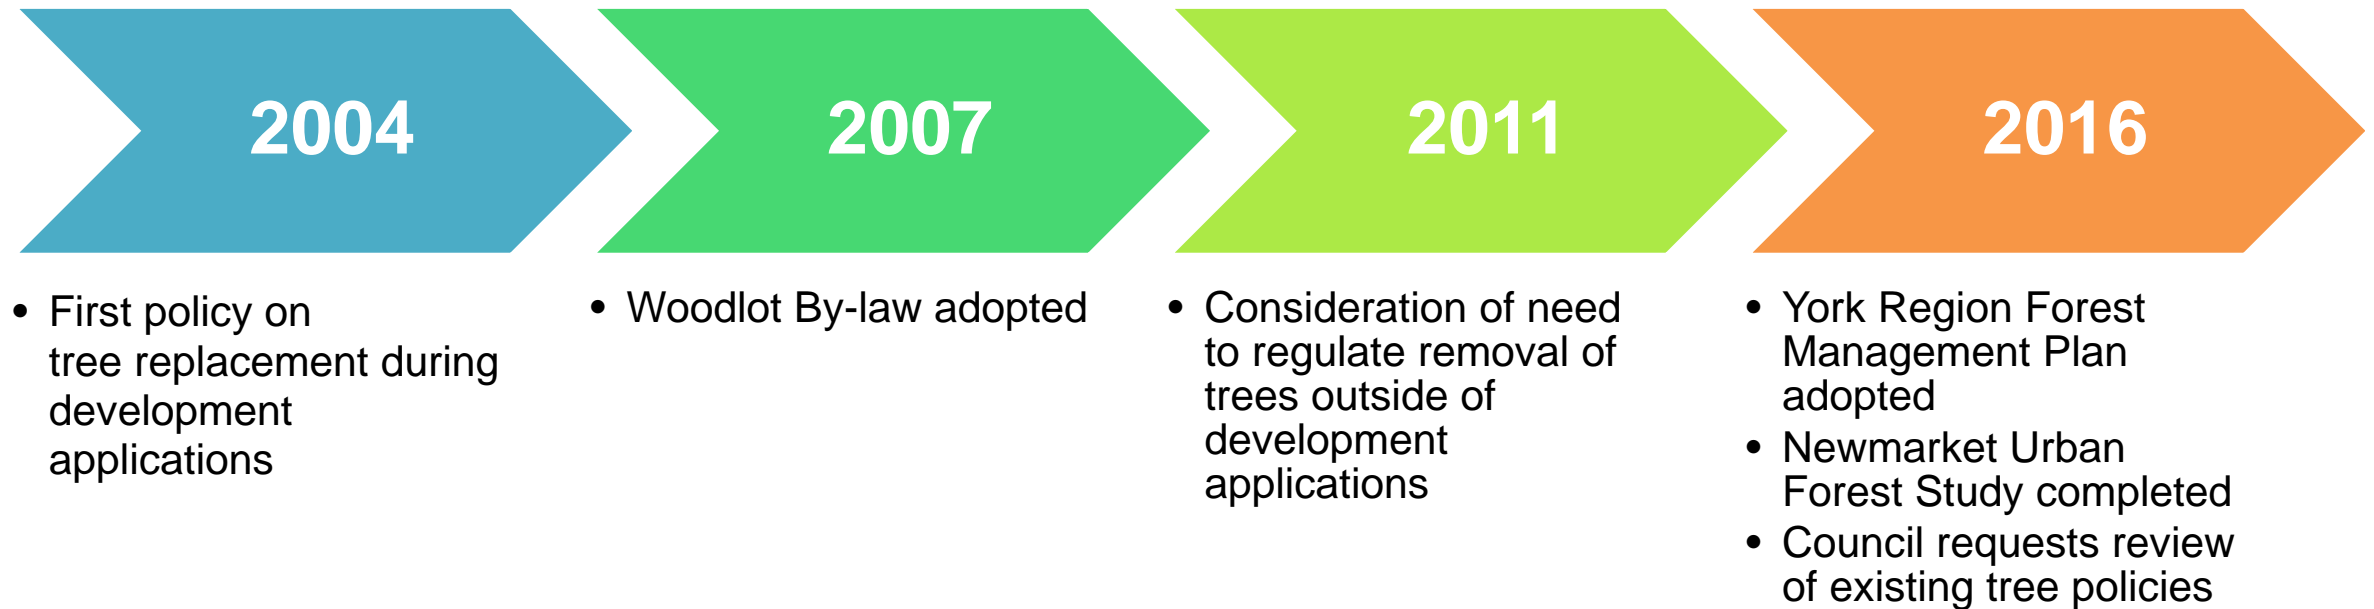 2004
• First policy on
tree replacement during
development
applications
2007
• Woodlot By-law adopted
2011
• Consideration of need
to regulate removal of
trees outside of
development
applications
2016
• York Region Forest
Management Plan
adopted
• Newmarket Urban
Forest Study completed
• Council requests review
of existing tree policies